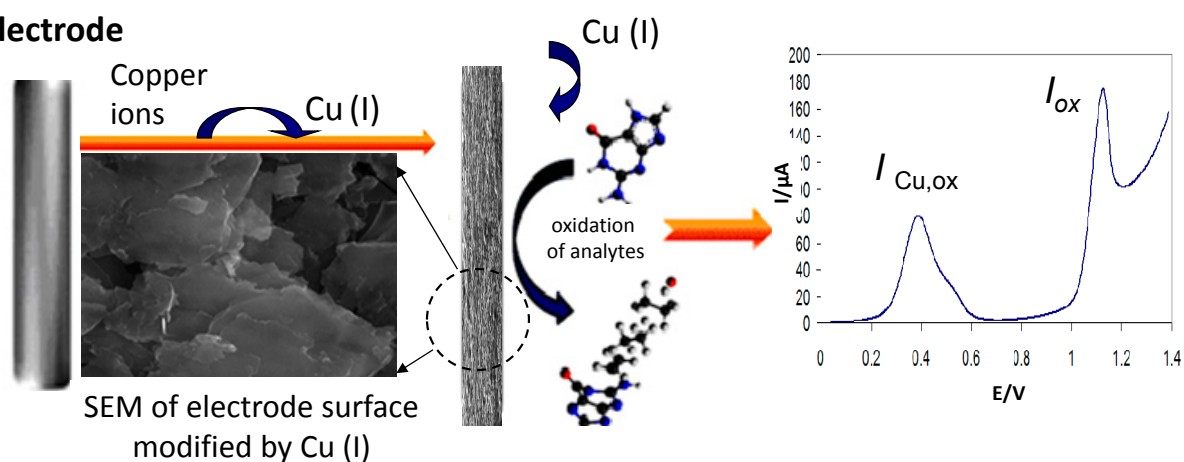 lectrode
Copper
ions
Cu (I)
Cu (I)
oxidation
of analytes
SEM of electrode surface
modified by Cu (I)
I Cu,ox
I ox
I/µA
200
180
160
140
80
60
40
20
0
0 0.2 0.4 0.6 0.8 1 1.2 1.4
E/V